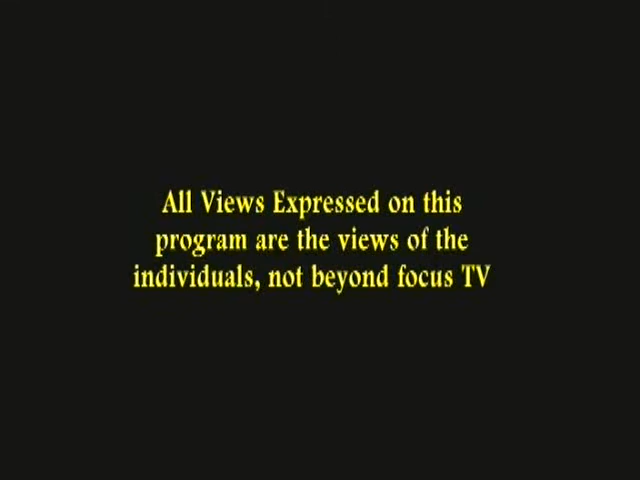 All Views Expressed on this
program are the views of the
individuals, not beyond focus TV